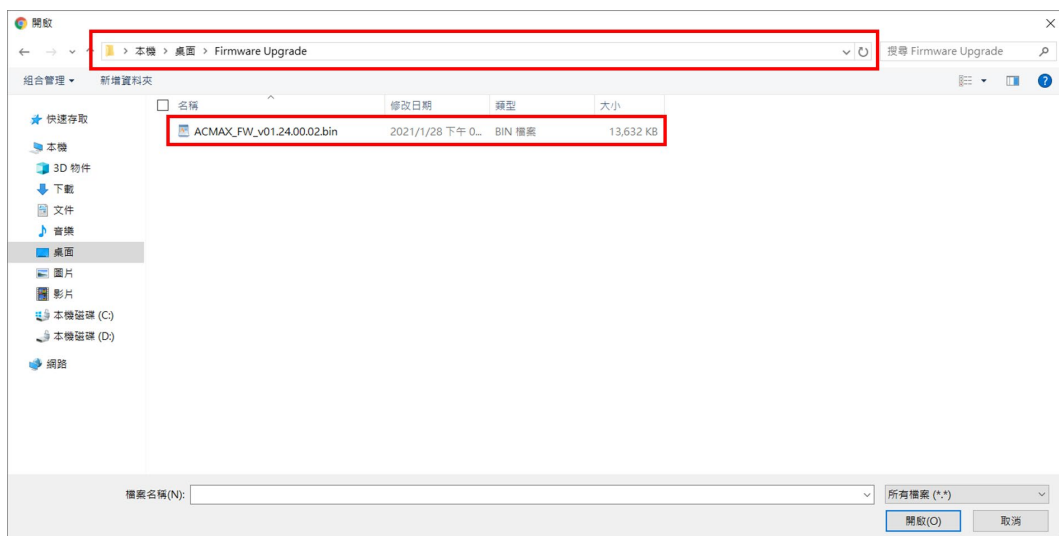 開啟
本機 > 桌面 > Firmware Upgrade
搜尋 Firmware Upgrade
組合管理 新增資料夾
名稱 修改日期 類型 大小
ACMAX_FW_v01.24.00.02.bin 2021/1/28 下午 0... BIN 檔案 13,632 KB
快速存取
本機
3D 物件
下載
文件
音樂
桌面
圖片
影片
本機磁碟 (C:)
本機磁碟 (D:)
網路
檔案名稱(N):
所有檔案 (*.*)
開啟(O) 取消